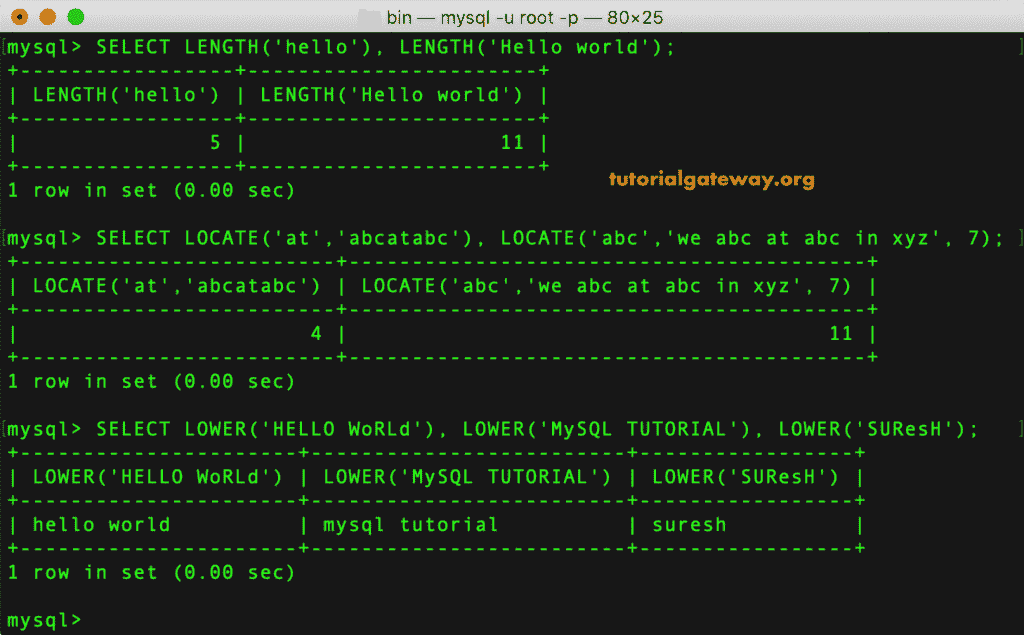 bin — mysql -u root -p — 80×25
[mysql> SELECT LENGTH('hello'), LENGTH('Hello world'); ]
+-----------------+-----------------------+
| LENGTH('hello') | LENGTH('Hello world') |
+-----------------+-----------------------+
|               5 |                    11 |
+-----------------+-----------------------+
1 row in set (0.00 sec)
tutorialgateway.org
[mysql> SELECT LOCATE('at','abcatabc'), LOCATE('abc','we abc at abc in xyz', 7); ]
+-------------------------+-----------------------------------------+
| LOCATE('at','abcatabc') | LOCATE('abc','we abc at abc in xyz', 7) |
+-------------------------+-----------------------------------------+
|                       4 |                                      11 |
+-------------------------+-----------------------------------------+
1 row in set (0.00 sec)
[mysql> SELECT LOWER('HELLO WoRLd'), LOWER('MySQL TUTORIAL'), LOWER('SUResH'); ]
+----------------------+-------------------------+-----------------+
| LOWER('HELLO WoRLd') | LOWER('MySQL TUTORIAL') | LOWER('SUResH') |
+----------------------+-------------------------+-----------------+
| hello world          | mysql tutorial          | suresh          |
+----------------------+-------------------------+-----------------+
1 row in set (0.00 sec)
mysql>